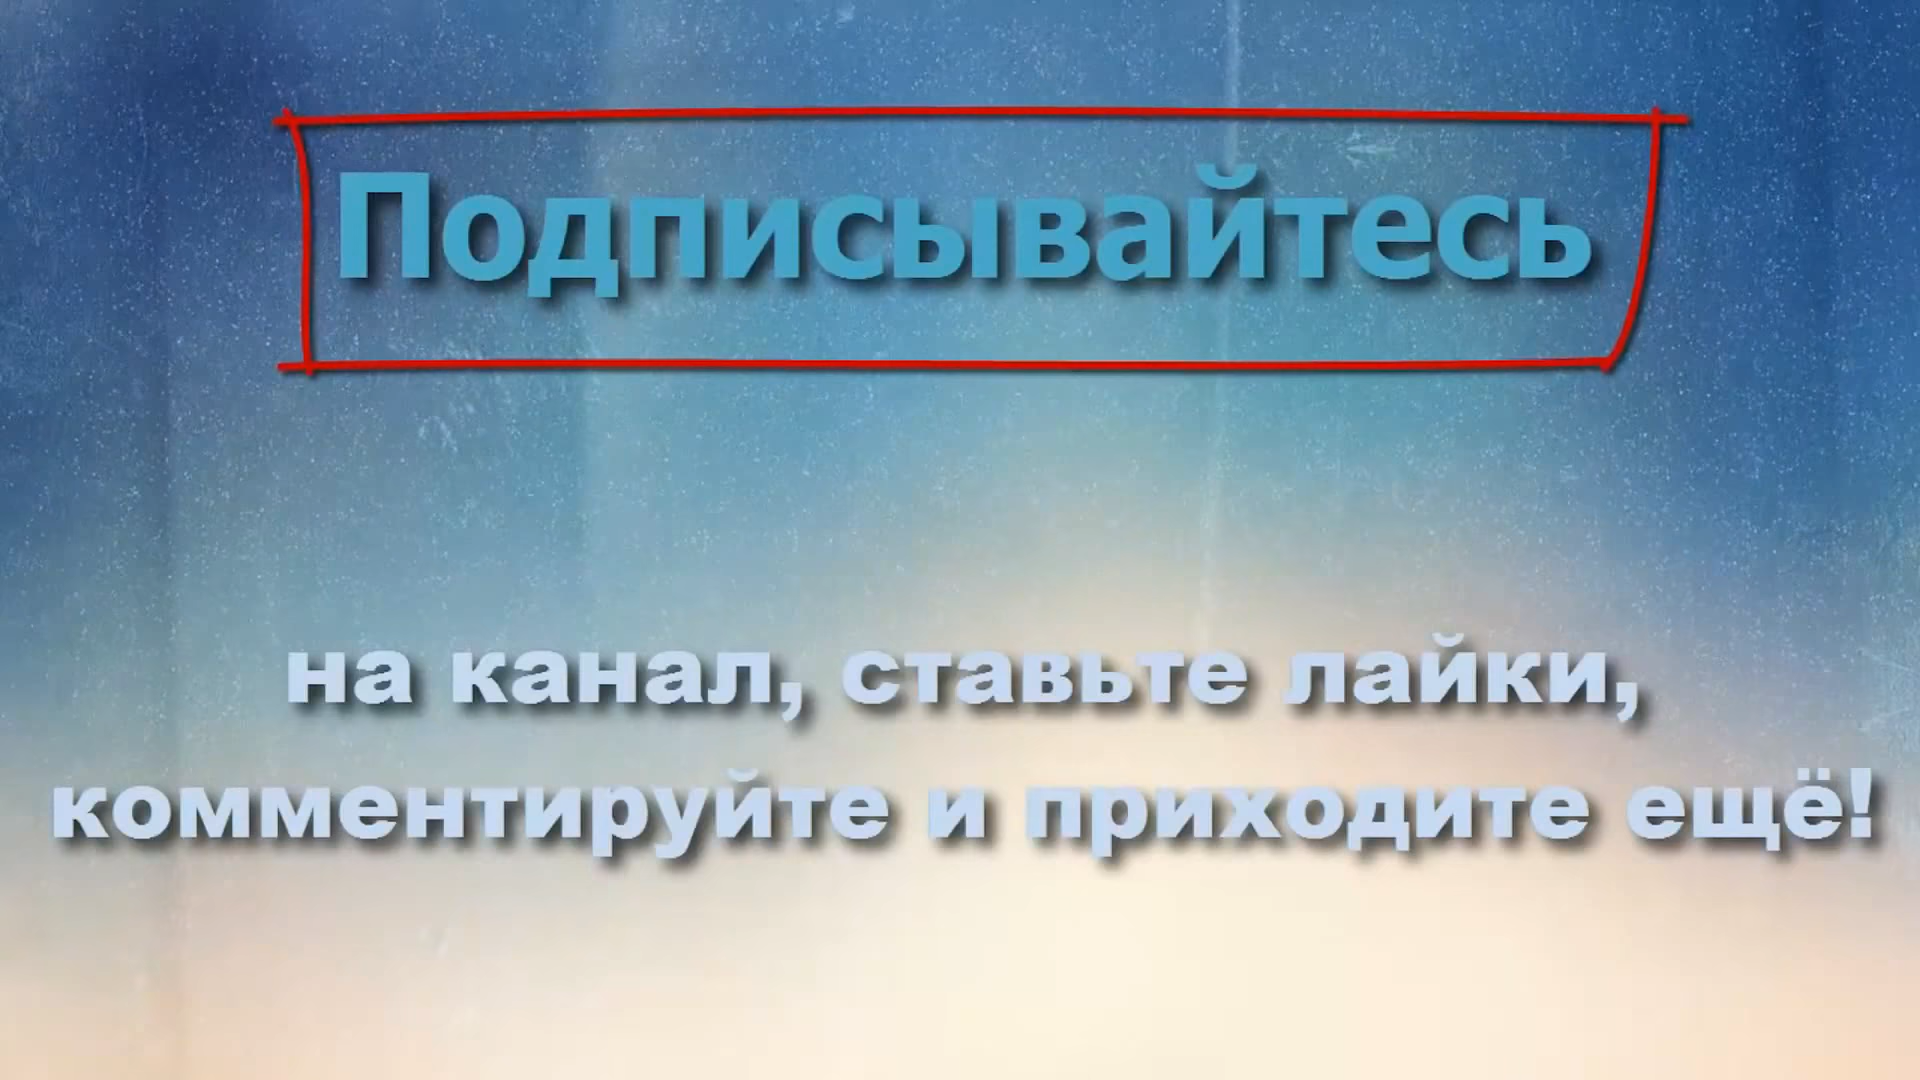 Подписывайтесь
на канал, ставьте лайки,
комментируйте и приходите ещё!